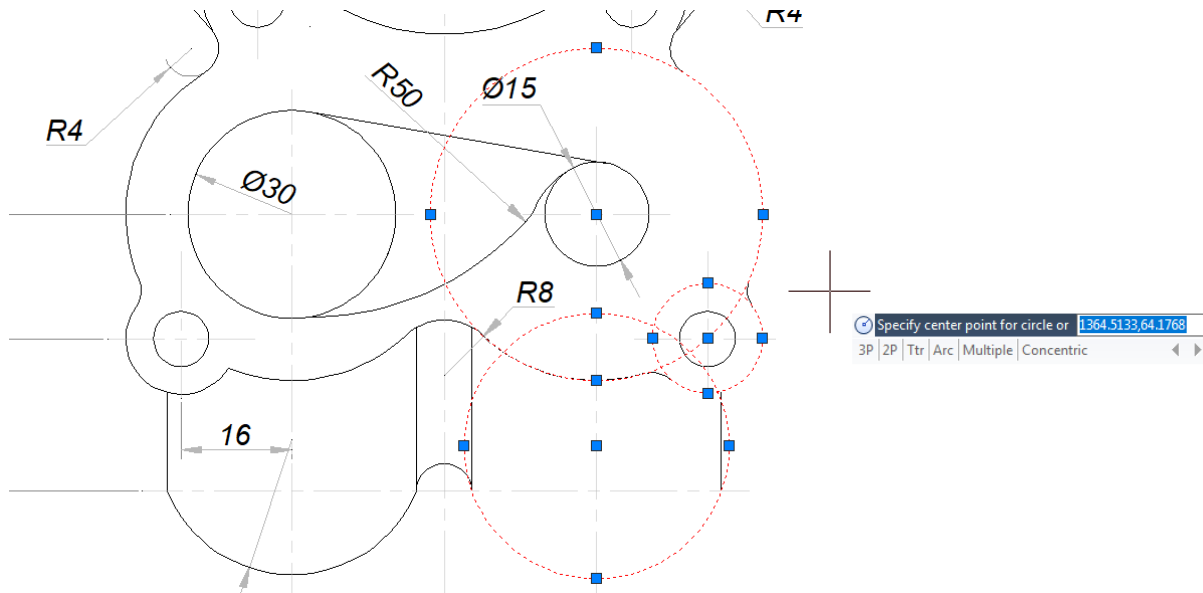 R4
R4
R50
Ø15
R4
Ø30
R8
Specify center point for circle or 1364.5133,64.1768
3P 2P Ttr Arc Multiple Concentric
16